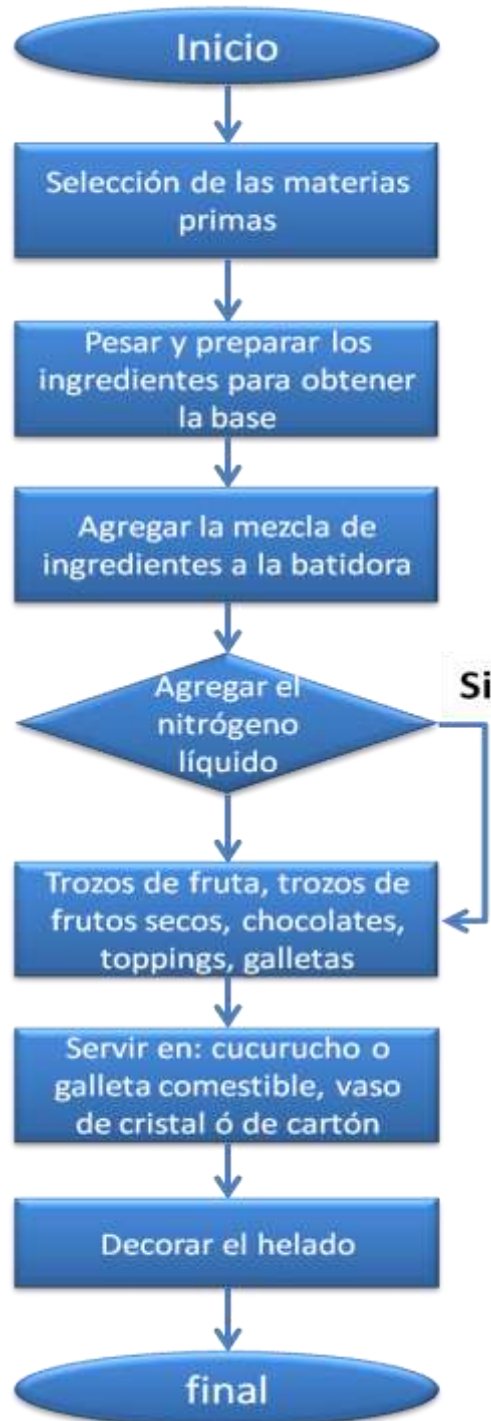 Inicio
Selección de las materias
primas
Pesar y preparar los
ingredientes para obtener
la base
Agregar la mezcla de
ingredientes a la batidora
Agregar el
nitrógeno
líquido
Si
Trozos de fruta, trozos de
frutos secos, chocolates,
toppings, galletas
Servir en: cucurucho o
galleta comestible, vaso
de cristal ó de cartón
Decorar el helado
final